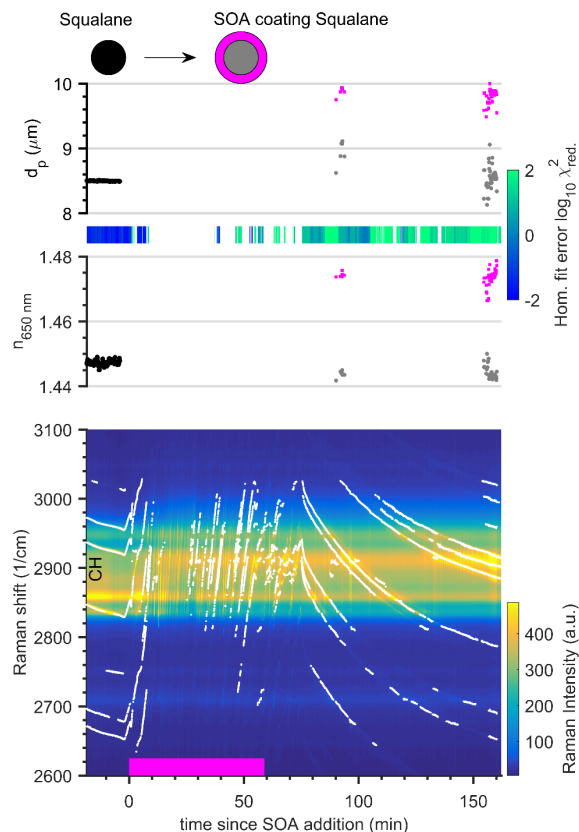 Squalane
SOA coating Squalane
10
9
8
dp (μm)
2
0
-2
Hom. fit error log10 χ²red.
1.48
1.46
1.44
n650 nm
3100
3000
2900
2800
2700
2600
Raman shift (1/cm)
CH
400
300
200
100
Raman Intensity (a.u.)
0
50
100
150
time since SOA addition (min)